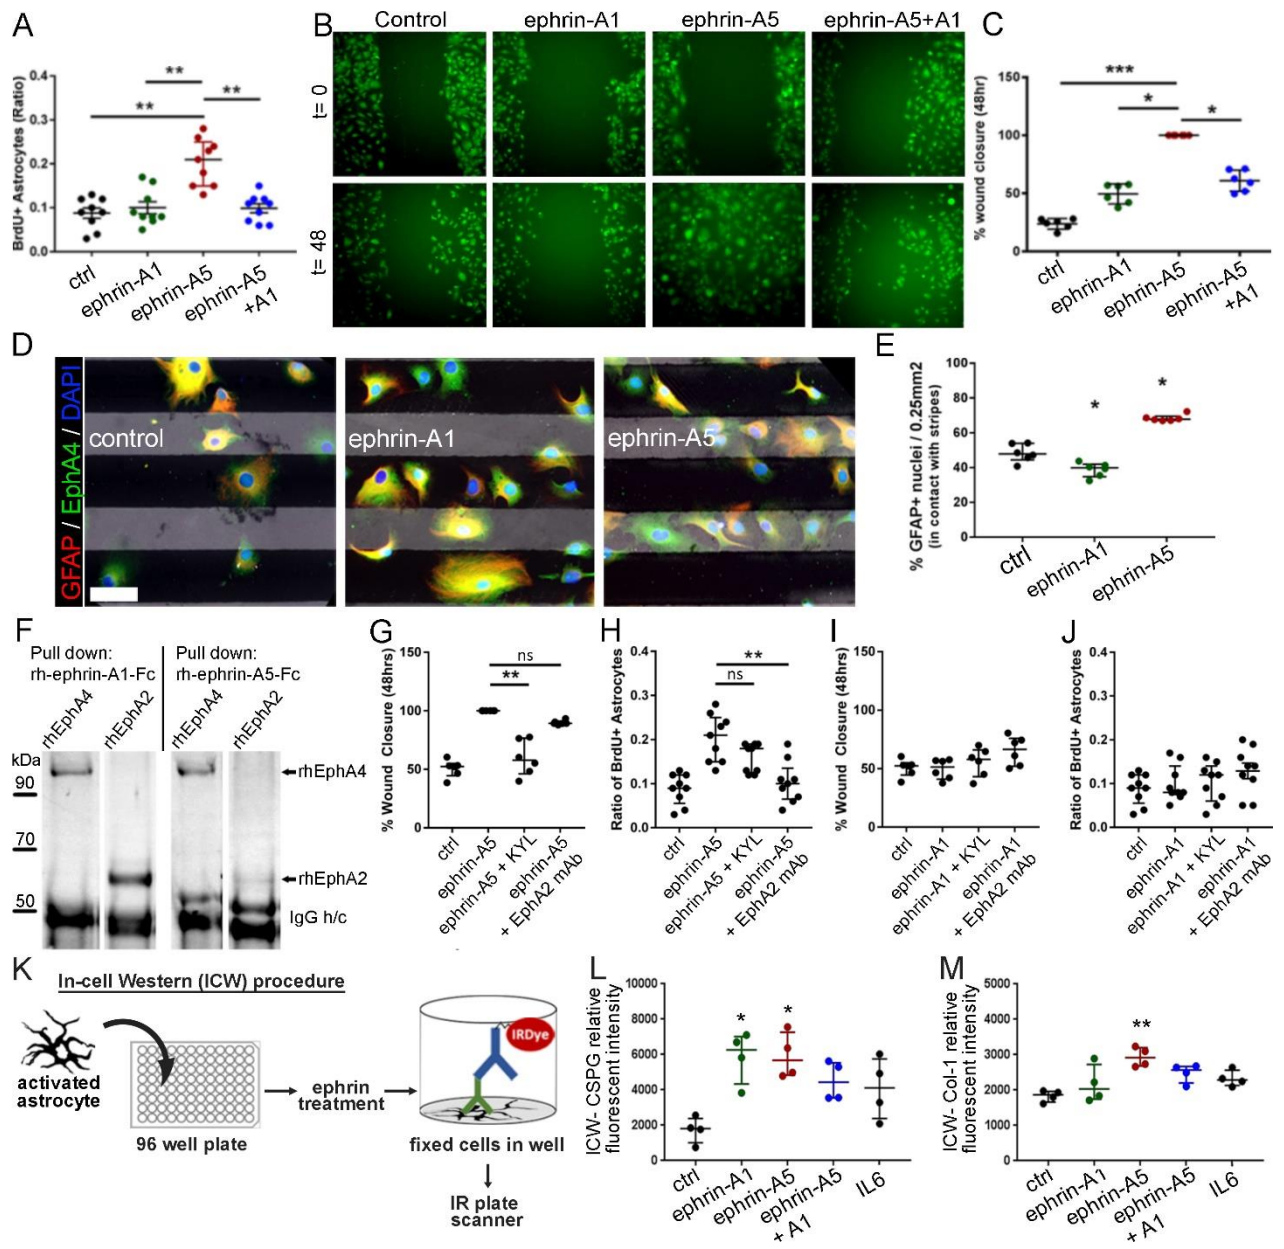 A
BrdU+ Astrocytes (Ratio)
0.4
0.3
0.2
0.1
0.0
**
**
**
ctrl
ephrin-A1
ephrin-A5
ephrin-A5
+A1
B
Control
ephrin-A1
ephrin-A5
ephrin-A5+A1
t= 0
t= 48
C
% wound closure (48hr)
150
100
50
0
***
*
*
ctrl
ephrin-A1
ephrin-A5
ephrin-A5
+A1
D
GFAP / EphA4 / DAPI
control
ephrin-A1
ephrin-A5
E
% GFAP+ nuclei / 0.25mm2
(in contact with stripes)
100
80
60
40
20
0
*
*
ctrl
ephrin-A1
ephrin-A5
F
Pull down:
rh-ephrin-A1-Fc
Pull down:
rh-ephrin-A5-Fc
rhEphA4
rhEphA2
rhEphA4
rhEphA2
kDa
90
70
50
rhEphA4
rhEphA2
IgG h/c
G
% Wound Closure (48hrs)
150
100
50
0
ns
**
ctrl
ephrin-A5
ephrin-A5 + KYL
ephrin-A5
+ EphA2 mAb
H
Ratio of BrdU+ Astrocytes
0.4
0.3
0.2
0.1
0.0
**
ns
ctrl
ephrin-A5
ephrin-A5 + KYL
ephrin-A5
+ EphA2 mAb
I
% Wound Closure (48hrs)
150
100
50
0
ctrl
ephrin-A1
ephrin-A1 + KYL
ephrin-A1
+ EphA2 mAb
J
Ratio of BrdU+ Astrocytes
0.4
0.3
0.2
0.1
0.0
ctrl
ephrin-A1
ephrin-A1 + KYL
ephrin-A1
+ EphA2 mAb
K
In-cell Western (ICW) procedure
activated
astrocyte
96 well plate
ephrin
treatment
IRDye
fixed cells in well
IR plate
scanner
L
ICW- CSPG relative
fluorescent intensity
10000
8000
6000
4000
2000
0
*
*
ctrl
ephrin-A1
ephrin-A5
ephrin-A5
+ A1
IL6
M
ICW- Col-1 relative
fluorescent intensity
5000
4000
3000
2000
1000
0
**
ctrl
ephrin-A1
ephrin-A5
ephrin-A5
+ A1
IL6